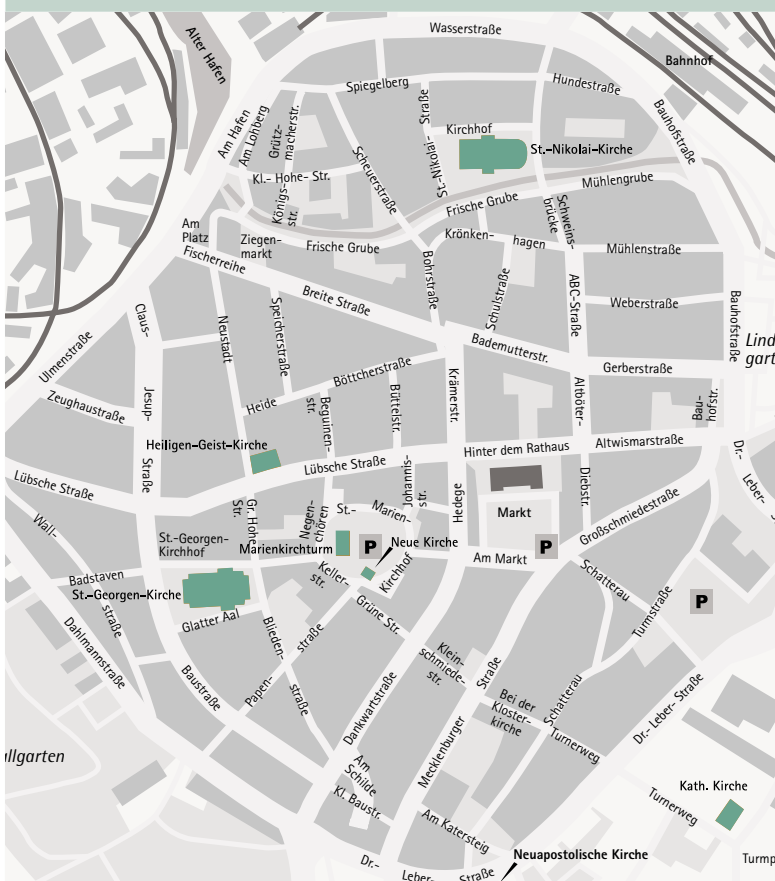 Wasserstraße
Alter Hafen
Bahnhof
Spiegelberg
Hundestraße
Am Hafen
Am Lohberg
Grütz-
macherstr.
St.-Nikolai-
Straße
Kirchhof
St.-Nikolai-Kirche
Bauhofstraße
Scheuerstraße
Kl.- Hohe- Str.
Königs-
str.
Mühlengrube
Frische Grube
Schweins-
brücke
Am
Platz
Ziegen-
markt
Frische Grube
Krönken-
hagen
Mühlenstraße
Fischerreihe
Bohrstraße
Breite Straße
Schulstraße
ABC-Straße
Weberstraße
Bauhofstraße
Claus-
Jesup-
Straße
Neustadt
Speicherstraße
Ulmenstraße
Bademutterstr.
Lind
gart
Böttcherstraße
Gerberstraße
Zeughaustraße
Heide
Beguinen-
str.
Büttelstr.
Krämerstr.
Altböter-
Bau-
hofstr.
Heiligen-Geist-Kirche
Hinter dem Rathaus
Altwismarstraße
Lübsche Straße
Lübsche Straße
Johannis-
str.
Dr.-
Leber-
S
Diebstr.
Hedege
Markt
Gr. Hohe
Str.
Negen-
chören
St.-
Marien-
Kirchhof
Großschmiedestraße
Wall-
straße
St.-Georgen-
Kirchhof
Marienkirchturm
P
Neue Kirche
P
Am Markt
Badstaven
Keller-
str.
Schatterau
St.-Georgen-Kirche
P
Grüne Str.
Turmstraße
Glatter Aal
Blieden-
straße
Papen-
straße
Klein-
schmiede-
str.
Dahlmannstraße
Baustraße
Dankwartstraße
Mecklenburger
Straße
Bei der
Kloster-
kirche
Schatterau
Turnerweg
Dr.- Leber- Straße
allgarten
Am
Schilde
Kath. Kirche
Kl. Baustr.
Turnerweg
Am Katersteig
Neuapostolische Kirche
Dr.-
Leber-
Straße
Turmp